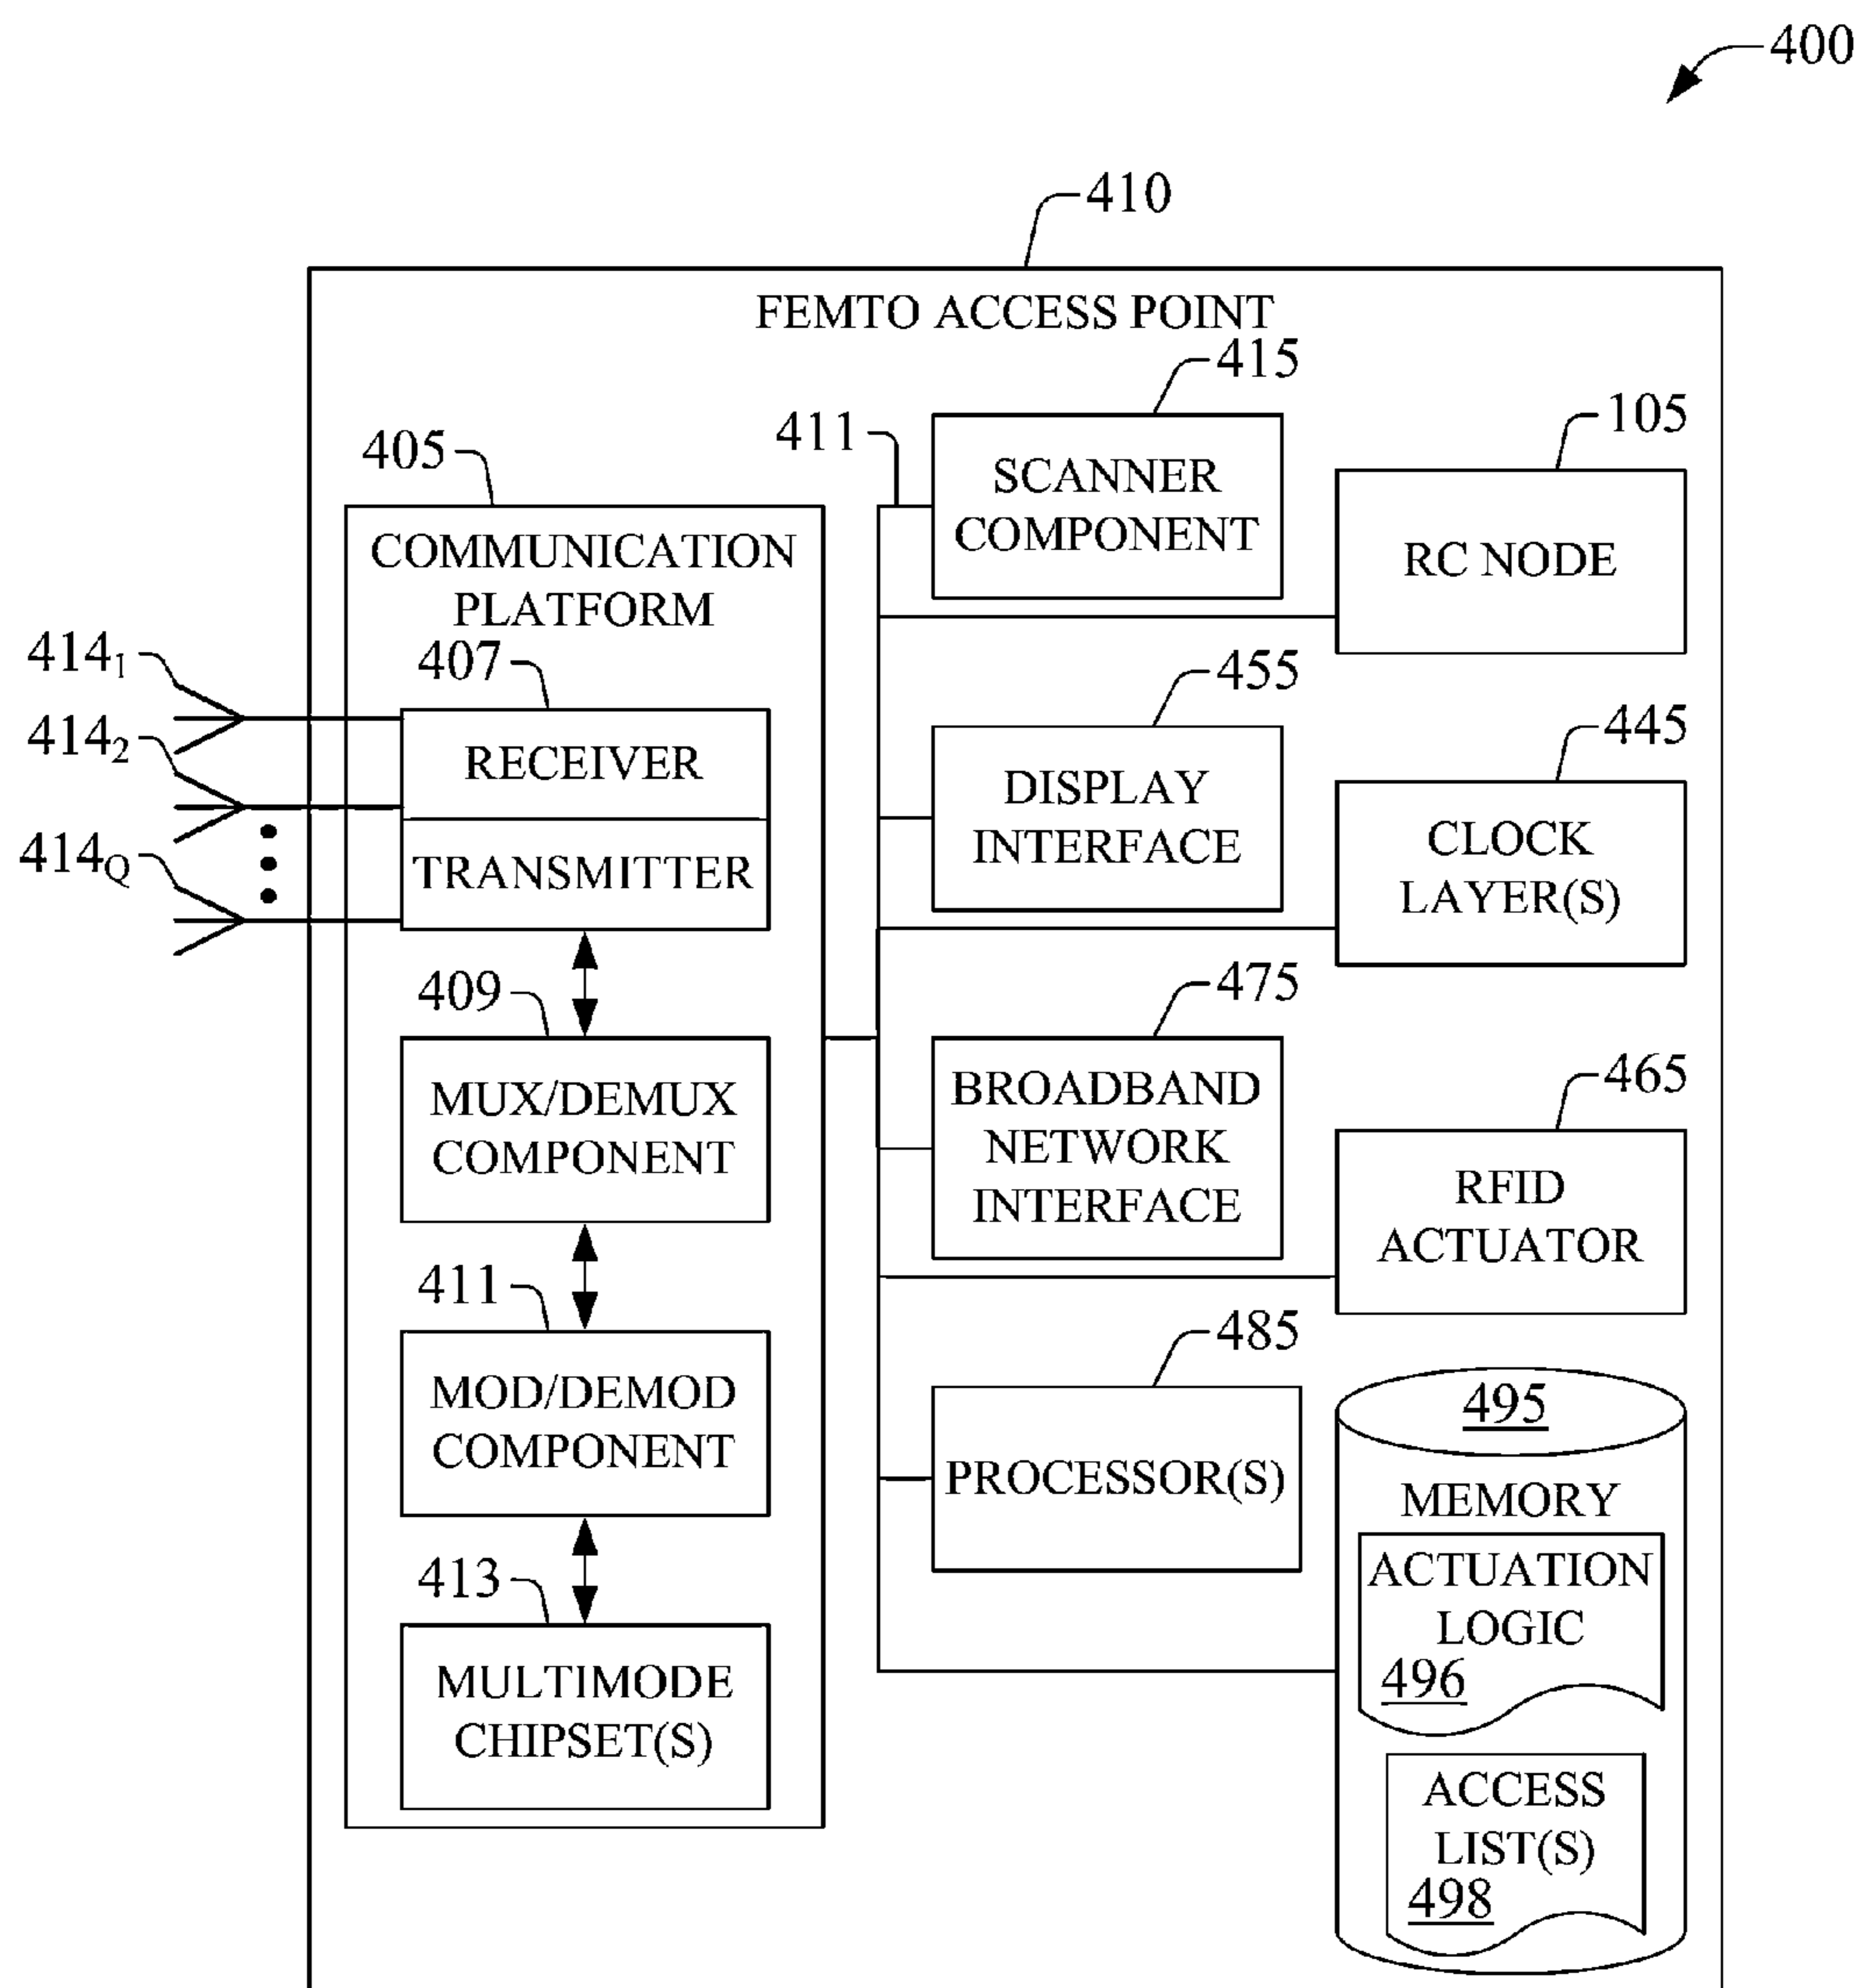 400
410
FEMTO ACCESS POINT
415
411
105
405
SCANNER
COMPONENT
RC NODE
COMMUNICATION
PLATFORM
414₁
407
455
445
414₂
RECEIVER
DISPLAY
INTERFACE
CLOCK
LAYER(S)
414Q
TRANSMITTER
409
475
465
MUX/DEMUX
COMPONENT
BROADBAND
NETWORK
INTERFACE
RFID
ACTUATOR
411
485
MOD/DEMOD
COMPONENT
PROCESSOR(S)
495
MEMORY
ACTUATION
LOGIC
496
413
MULTIMODE
CHIPSET(S)
ACCESS
LIST(S)
498